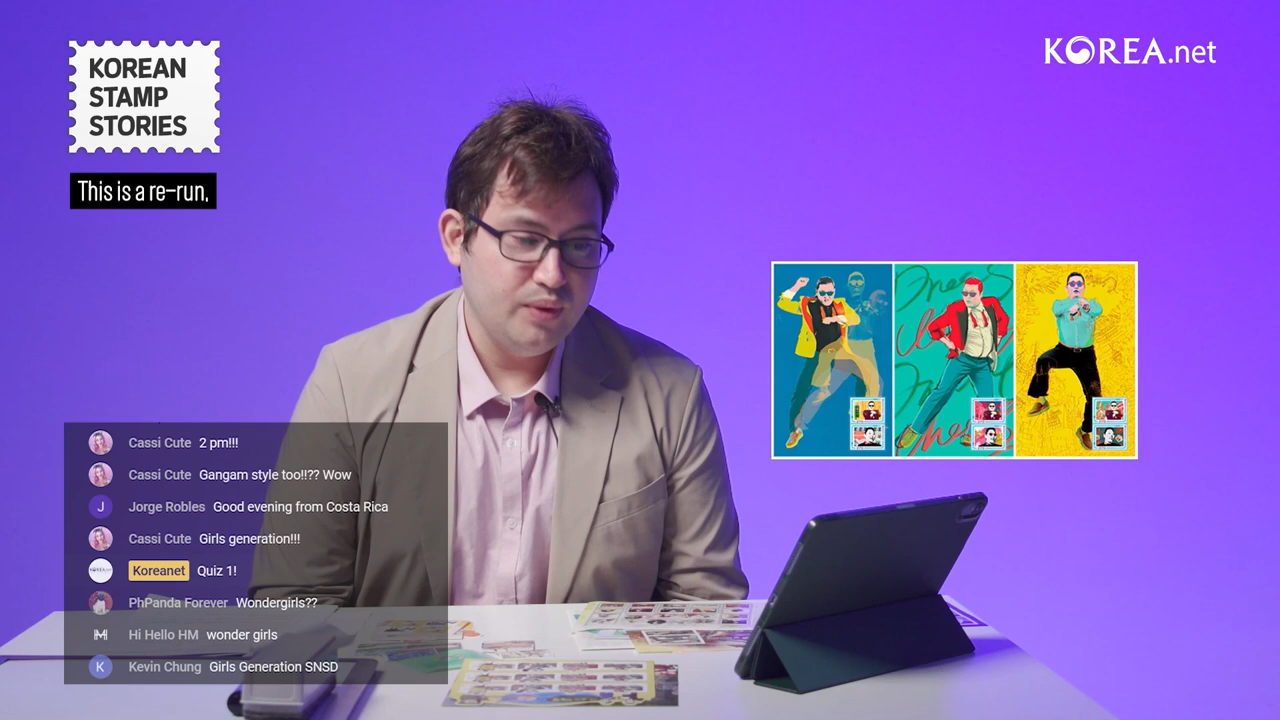 KOREAN
STAMP
STORIES
This is a re-run.
KOREA.net
Cassi Cute 2 pm!!!
Cassi Cute Gangam style too!!?? Wow
J Jorge Robles Good evening from Costa Rica
Cassi Cute Girls generation!!!
Koreanet Quiz 1!
PhPanda Forever Wondergirls??
Hi Hello HM wonder girls
K Kevin Chung Girls Generation SNSD